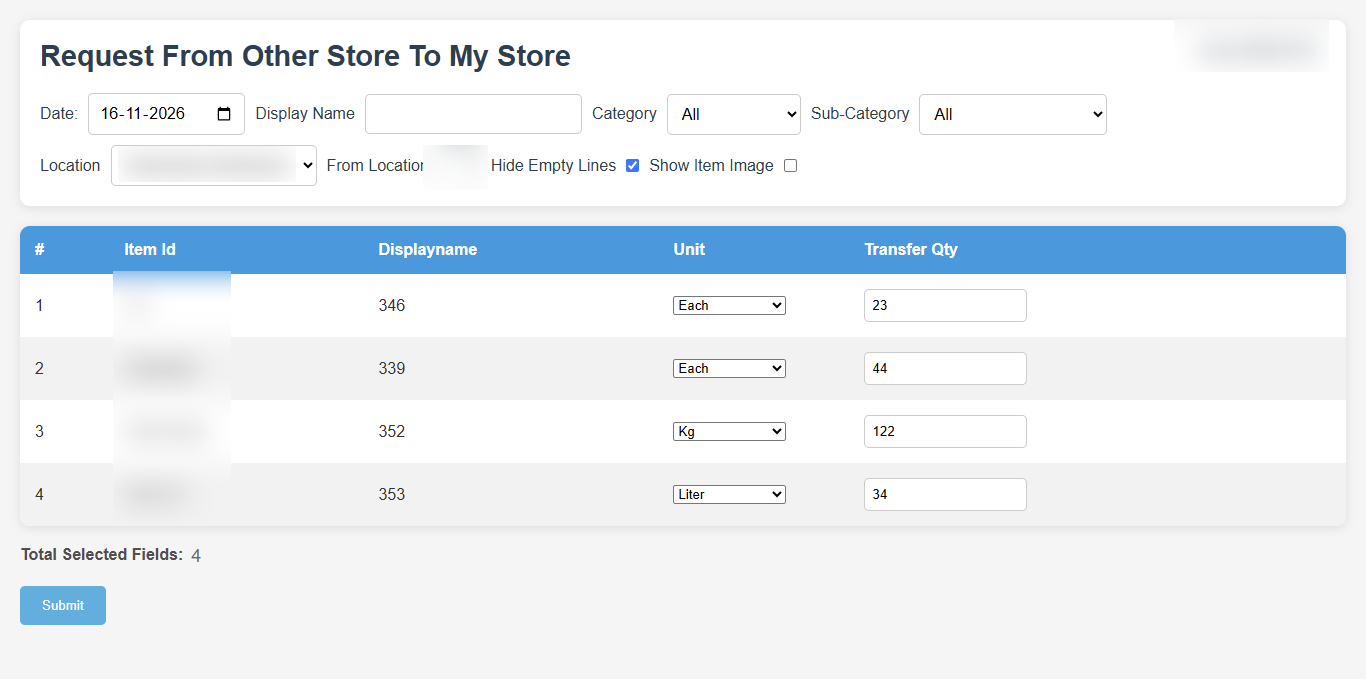 Request From Other Store To My Store
Date: 16-11-2026 Display Name Category All Sub-Category All
Location From Location Hide Empty Lines Show Item Image
# Item Id Displayname Unit Transfer Qty
1 346 Each 23
2 339 Each 44
3 352 Kg 122
4 353 Liter 34
Total Selected Fields: 4
Submit